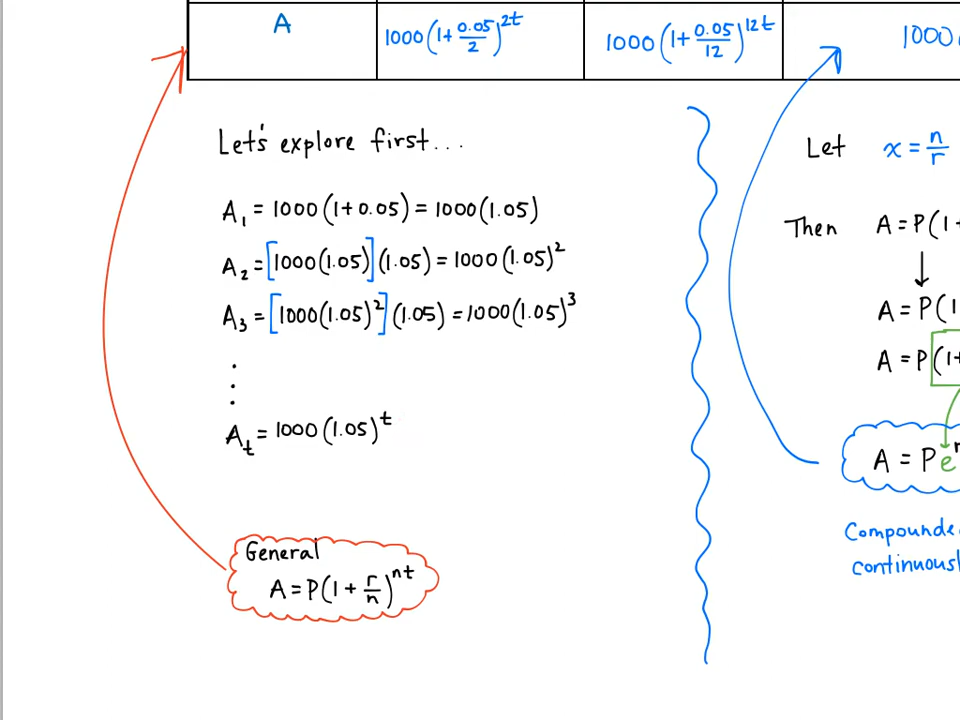 A 1000(1+0.05/2)^2t 1000(1+0.05/12)^12t 1000
Let's explore first...
A₁ = 1000(1+0.05) = 1000(1.05)
A₂ = [1000(1.05)](1.05) = 1000(1.05)²
A₃ = [1000(1.05)²](1.05) = 1000(1.05)³
⋮
A_t = 1000(1.05)^t
General
A = P(1 + r/n)^nt
Let x = n/r
Then A = P(1+
↓
A = P(1
A = P(1+
A = Pe^r
Compounde
continuous